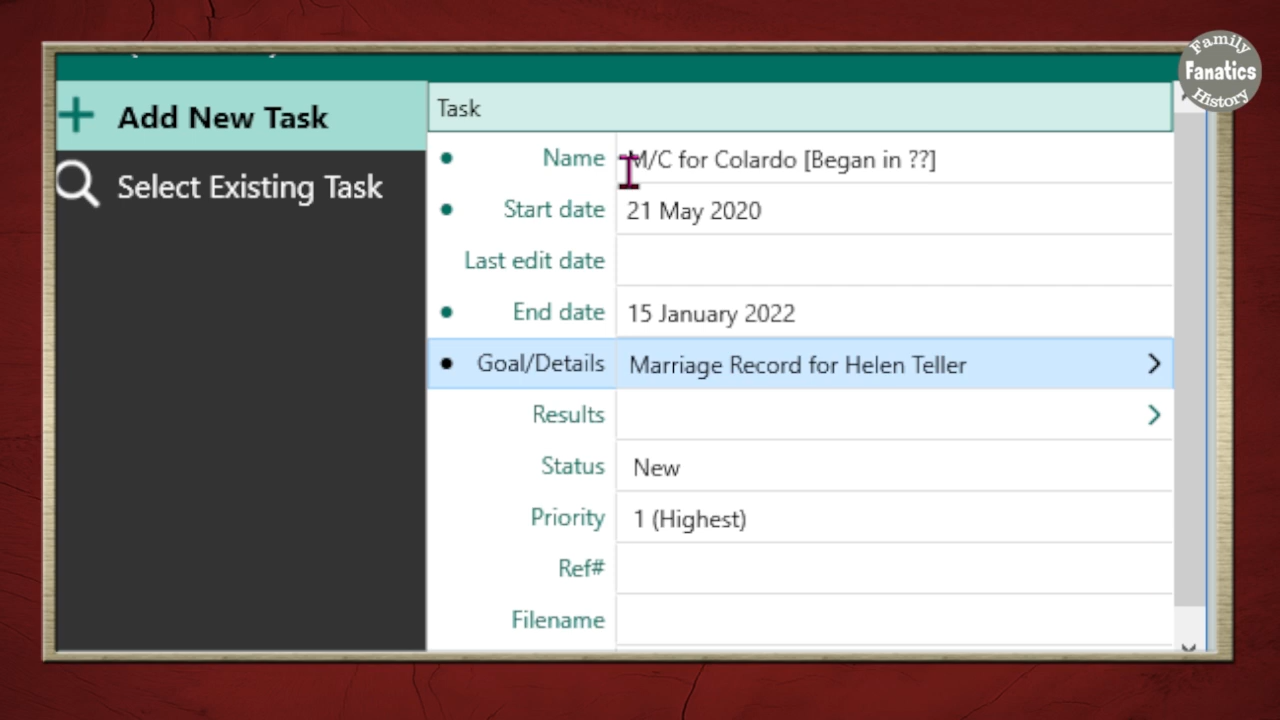 Family
Fanatics
History
Add New Task
Select Existing Task
Task
Name M/C for Colardo [Began in ??]
Start date 21 May 2020
Last edit date
End date 15 January 2022
Goal/Details Marriage Record for Helen Teller
Results
Status New
Priority 1 (Highest)
Ref#
Filename